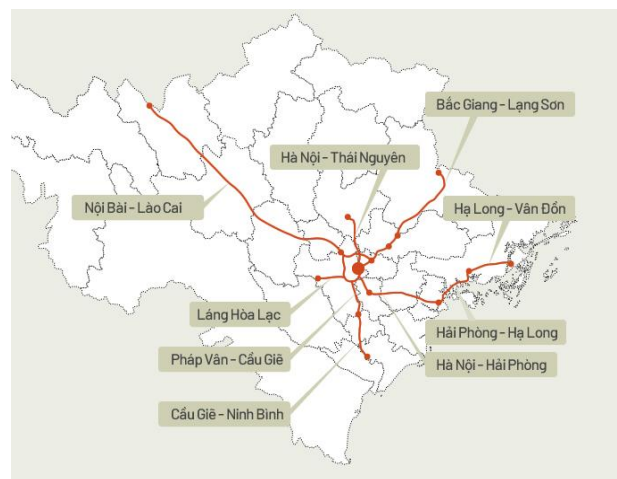 Bắc Giang - Lạng Sơn
Hà Nội - Thái Nguyên
Nội Bài - Lào Cai
Hạ Long - Vân Đồn
Láng Hòa Lạc
Hải Phòng - Hạ Long
Pháp Vân - Cầu Giẽ
Hà Nội - Hải Phòng
Cầu Giẽ - Ninh Bình